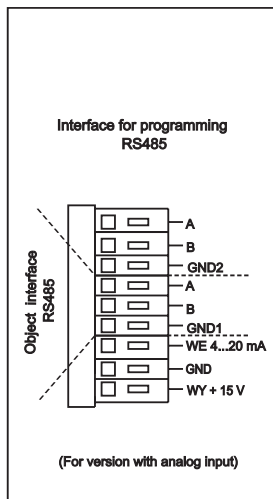 Interface for programming
RS485
Object interface
RS485
A
B
GND2
A
B
GND1
WE 4...20 mA
GND
WY + 15 V
(For version with analog input)